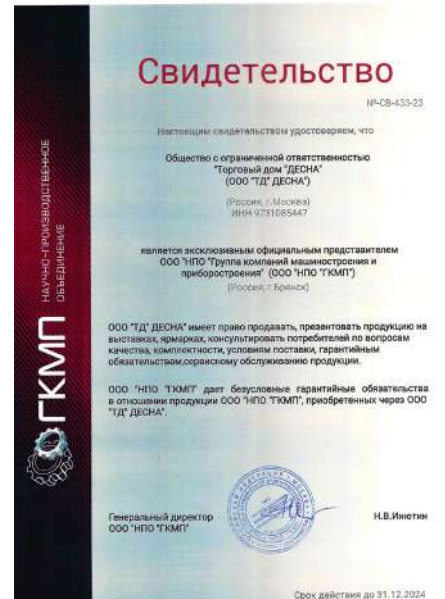 Свидетельство
№-СВ-433-23
Настоящим свидетельством удостоверяем, что
Общество с ограниченной ответственностью
"Торговый дом "ДЕСНА"
(ООО "ТД" ДЕСНА")
(Россия, г.Москва)
ИНН 9731085447
является эксклюзивным официальным представителем
ООО "НПО "Группа компаний машиностроения и
приборостроения" (ООО "НПО "ГКМП")
(Россия, г.Брянск)
ООО "ТД" ДЕСНА" имеет право продавать, презентовать продукцию на
выставках, ярмарках, консультировать потребителей по вопросам
качества, комплектности, условиям поставки, гарантийным
обязательствам,сервисному обслуживанию продукции.
ООО "НПО "ГКМП" дает безусловные гарантийные обязательства
в отношении продукции ООО "НПО "ГКМП", приобретенных через ООО
"ТД" ДЕСНА".
Генеральный директор
ООО "НПО "ГКМП"
Н.В.Инютин
Срок действия до 31.12.2024
ГКМП
НАУЧНО-ПРОИЗВОДСТВЕННОЕ
ОБЪЕДИНЕНИЕ